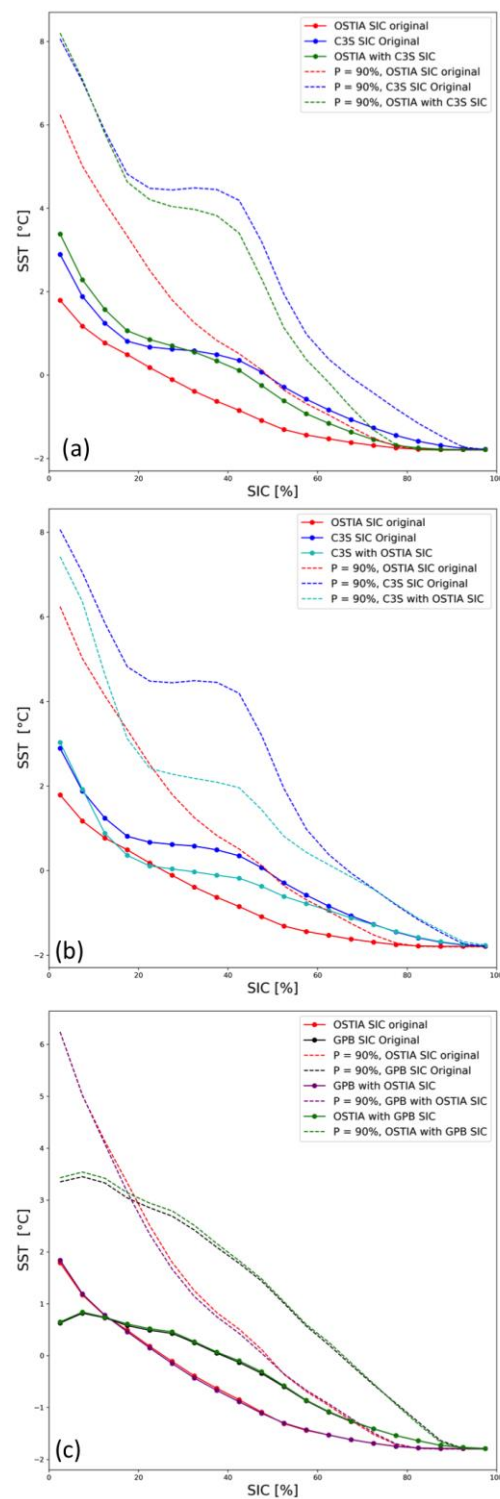 8
6
4
2
0
−2
SST [°C]
OSTIA SIC original
C3S SIC Original
OSTIA with C3S SIC
P = 90%, OSTIA SIC original
P = 90%, C3S SIC Original
P = 90%, OSTIA with C3S SIC
(a)
0 20 40 60 80 100
SIC [%]
8
6
4
2
0
−2
SST [°C]
OSTIA SIC original
C3S SIC Original
C3S with OSTIA SIC
P = 90%, OSTIA SIC original
P = 90%, C3S SIC Original
P = 90%, C3S with OSTIA SIC
(b)
0 20 40 60 80 100
SIC [%]
6
5
4
3
2
1
0
−1
−2
SST [°C]
OSTIA SIC original
GPB SIC Original
P = 90%, OSTIA SIC original
P = 90%, GPB SIC Original
GPB with OSTIA SIC
P = 90%, GPB with OSTIA SIC
OSTIA with GPB SIC
P = 90%, OSTIA with GPB SIC
(c)
0 20 40 60 80 100
SIC [%]